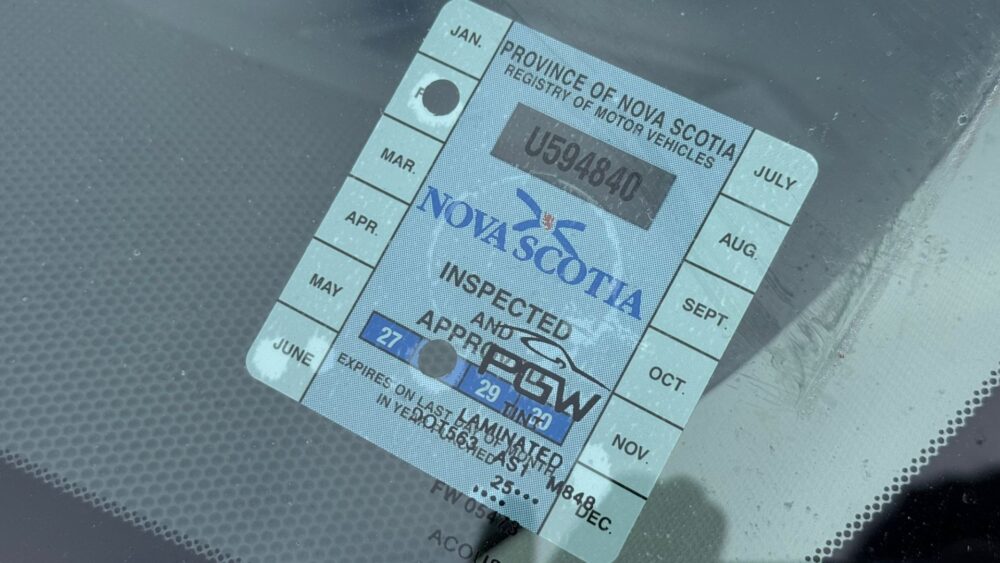 JAN.
MAR.
APR.
MAY
JUNE
PROVINCE OF NOVA SCOTIA
REGISTRY OF MOTOR VEHICLES
U594840
NOVA SCOTIA
INSPECTED
AND
27 29 30
EXPIRES ON LAST DAY OF MONTH
IN YEAR PUNCHED
JULY
AUG.
SEPT.
OCT
NOV.
DEC.
PGW
TINT
LAMINATED
DOT563 AS1 M848
25